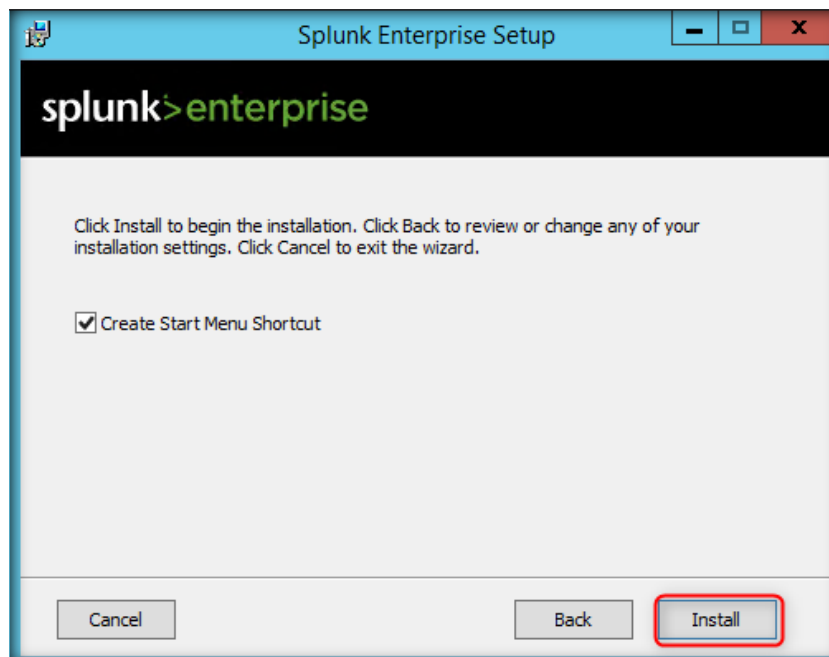 Splunk Enterprise Setup
splunk>enterprise
Click Install to begin the installation. Click Back to review or change any of your
installation settings. Click Cancel to exit the wizard.
Create Start Menu Shortcut
Cancel
Back
Install